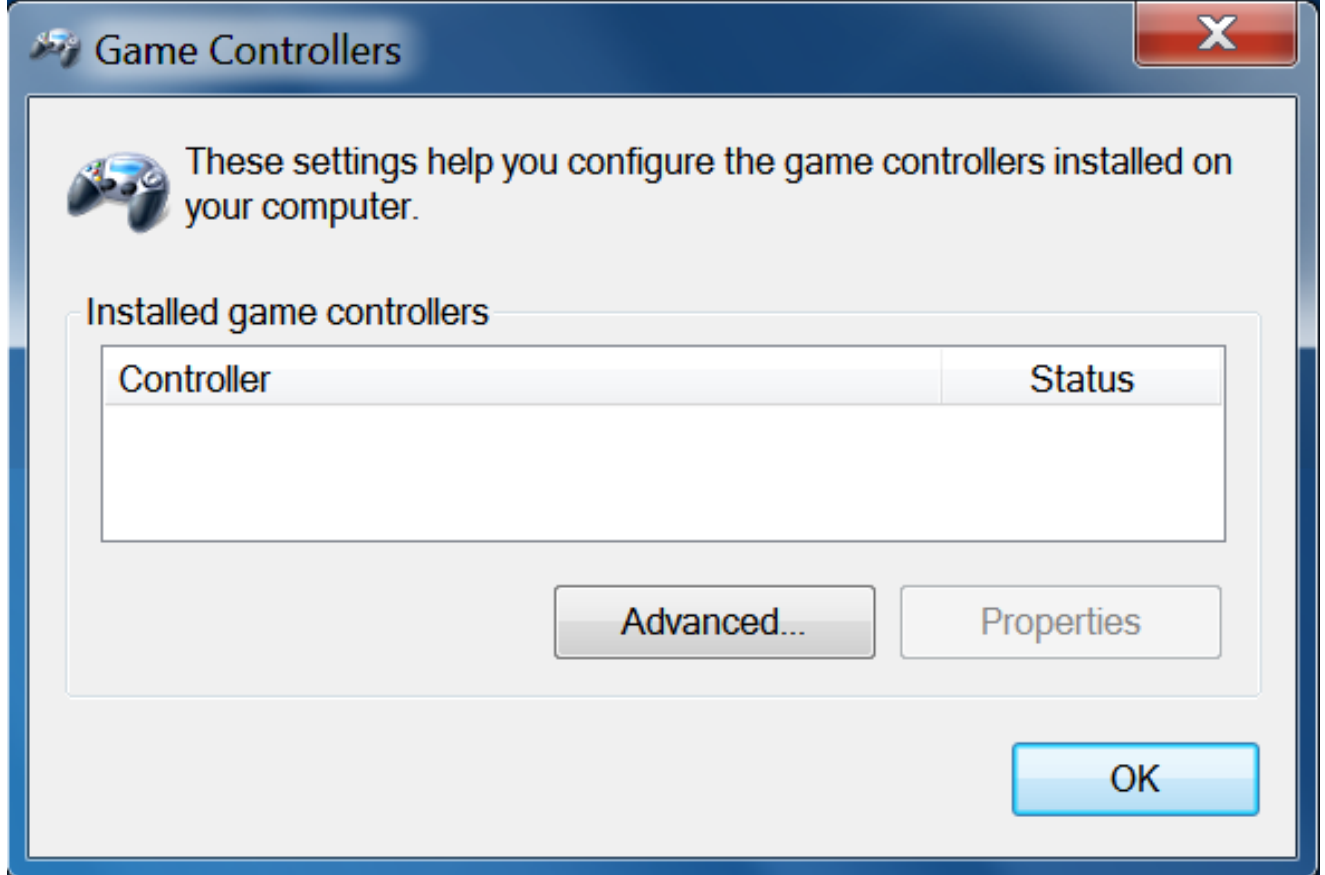 Game Controllers
These settings help you configure the game controllers installed on
your computer.
Installed game controllers
Controller Status
Advanced... Properties
OK